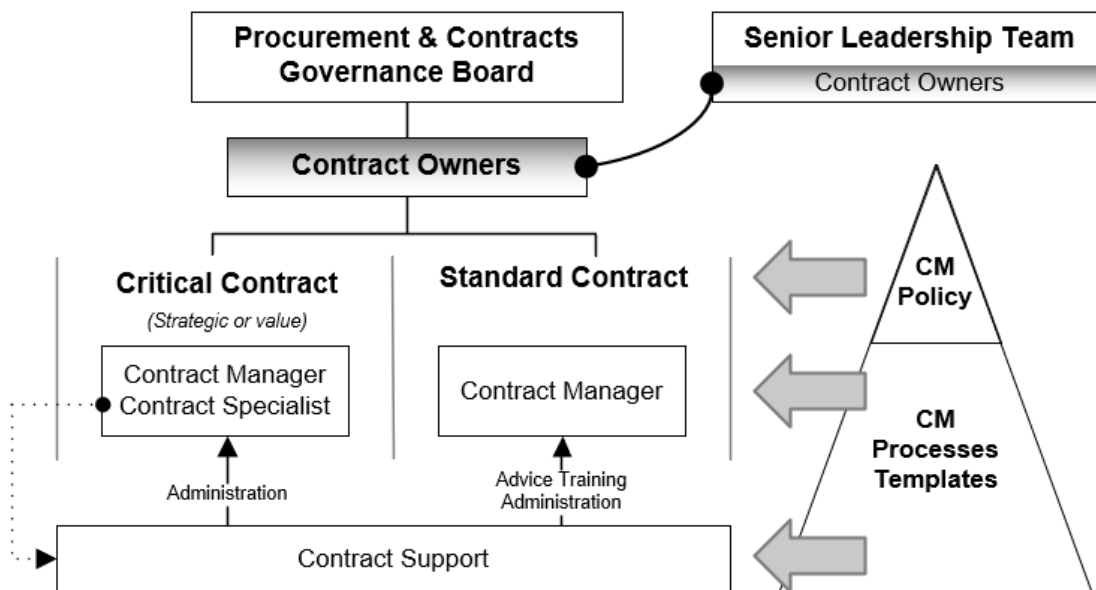 Procurement & Contracts
Governance Board
Senior Leadership Team
Contract Owners
Contract Owners
Critical Contract
(Strategic or value)
Standard Contract
CM
Policy
Contract Manager
Contract Specialist
Contract Manager
CM
Processes
Templates
Administration
Advice Training
Administration
Contract Support